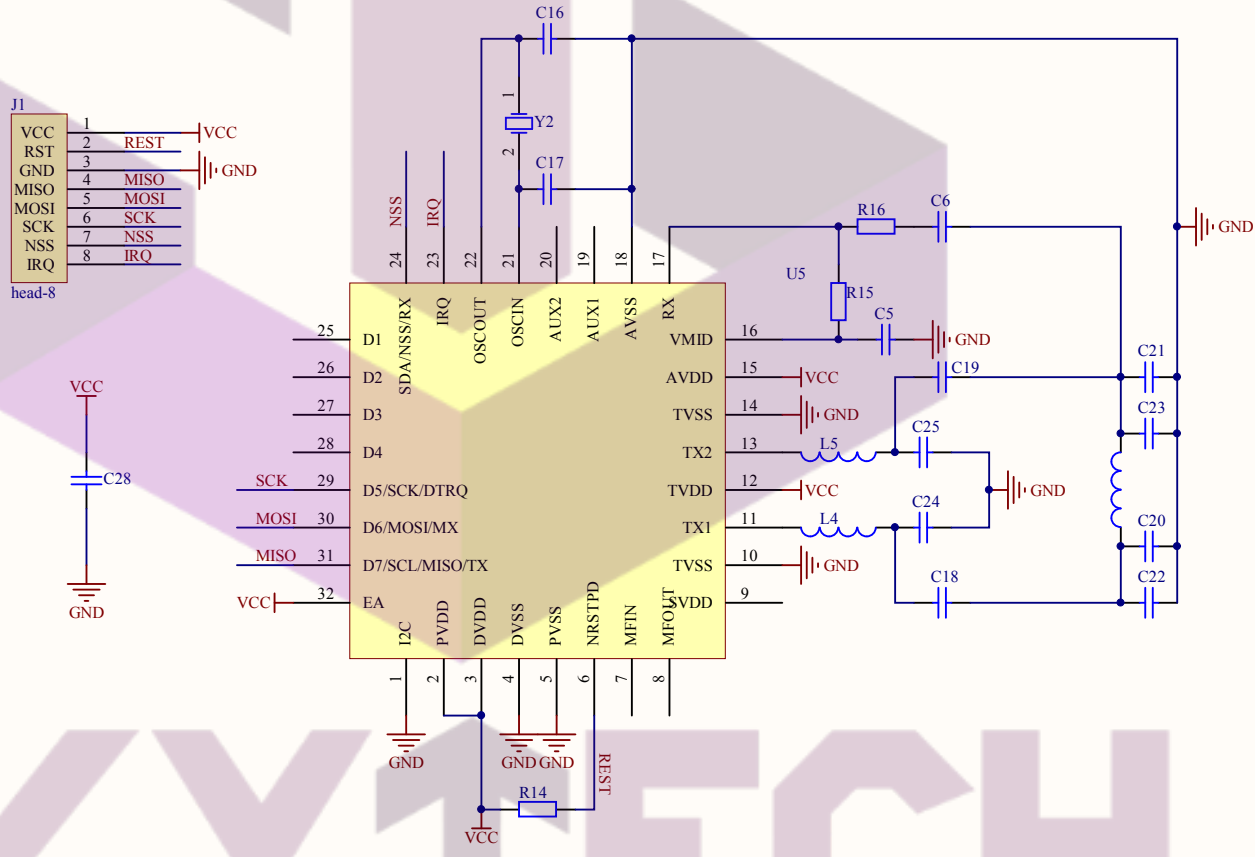 C16
J1
1
VCC
1
VCC
Y2
RST
2
REST
GND
3
GND
2
C17
MISO
4
MISO
MOSI
5
MOSI
SCK
6
SCK
NSS
7
NSS
IRQ
8
IRQ
head-8
NSS
IRQ
R16
C6
GND
24
23
22
21
20
19
18
17
U5
R15
SDA/NSS/RX
IRQ
OSCOUT
OSCIN
AUX2
AUX1
AVSS
RX
C5
GND
25
D1
VMID
16
26
D2
AVDD
15
VCC
C19
C21
27
D3
TVSS
14
GND
C23
28
D4
TX2
13
L5
C25
VCC
C28
GND
SCK
29
D5/SCK/DTRQ
TVDD
12
VCC
GND
MOSI
30
D6/MOSI/MX
TX1
11
L4
C24
MISO
31
D7/SCL/MISO/TX
TVSS
10
GND
C20
VCC
32
EA
SVDD
9
C18
C22
I2C
PVDD
DVDD
DVSS
PVSS
NRSTPD
MFIN
MFOUT
1
2
3
4
5
6
7
8
GND
GND
GND
REST
R14
VCC